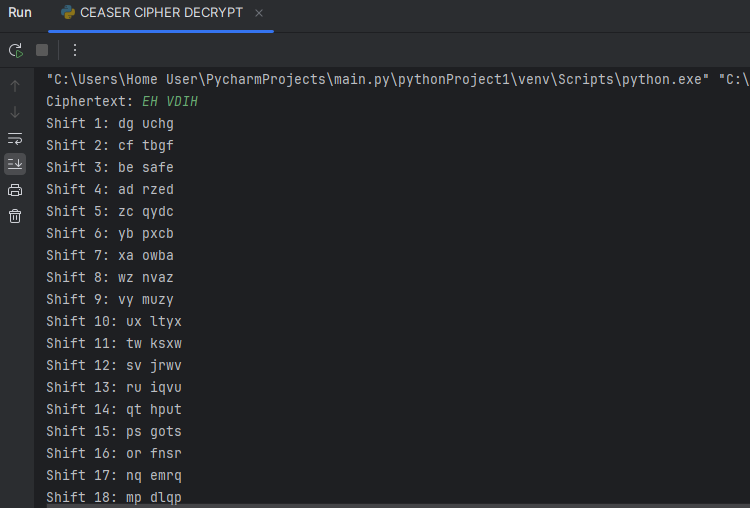 Run CEASER CIPHER DECRYPT
"C:\Users\Home User\PycharmProjects\main.py\pythonProject1\venv\Scripts\python.exe" "C:\
Ciphertext: EH VDIH
Shift 1: dg uchg
Shift 2: cf tbgf
Shift 3: be safe
Shift 4: ad rzed
Shift 5: zc qydc
Shift 6: yb pxcb
Shift 7: xa owba
Shift 8: wz nvaz
Shift 9: vy muzy
Shift 10: ux ltyx
Shift 11: tw ksxw
Shift 12: sv jrwv
Shift 13: ru iqvu
Shift 14: qt hput
Shift 15: ps gots
Shift 16: or fnsr
Shift 17: nq emrq
Shift 18: mp dlqp